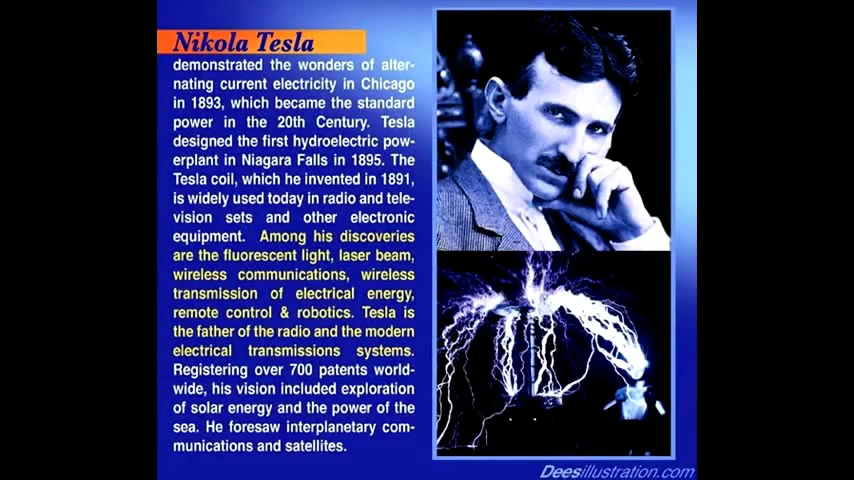 Nikola Tesla
demonstrated the wonders of alter-
nating current electricity in Chicago
in 1893, which became the standard
power in the 20th Century. Tesla
designed the first hydroelectric pow-
erplant in Niagara Falls in 1895. The
Tesla coil, which he invented in 1891,
is widely used today in radio and tele-
vision sets and other electronic
equipment. Among his discoveries
are the fluorescent light, laser beam,
wireless communications, wireless
transmission of electrical energy,
remote control & robotics. Tesla is
the father of the radio and the modern
electrical transmissions systems.
Registering over 700 patents world-
wide, his vision included exploration
of solar energy and the power of the
sea. He foresaw interplanetary com-
munications and satellites.
Deesillustration.com